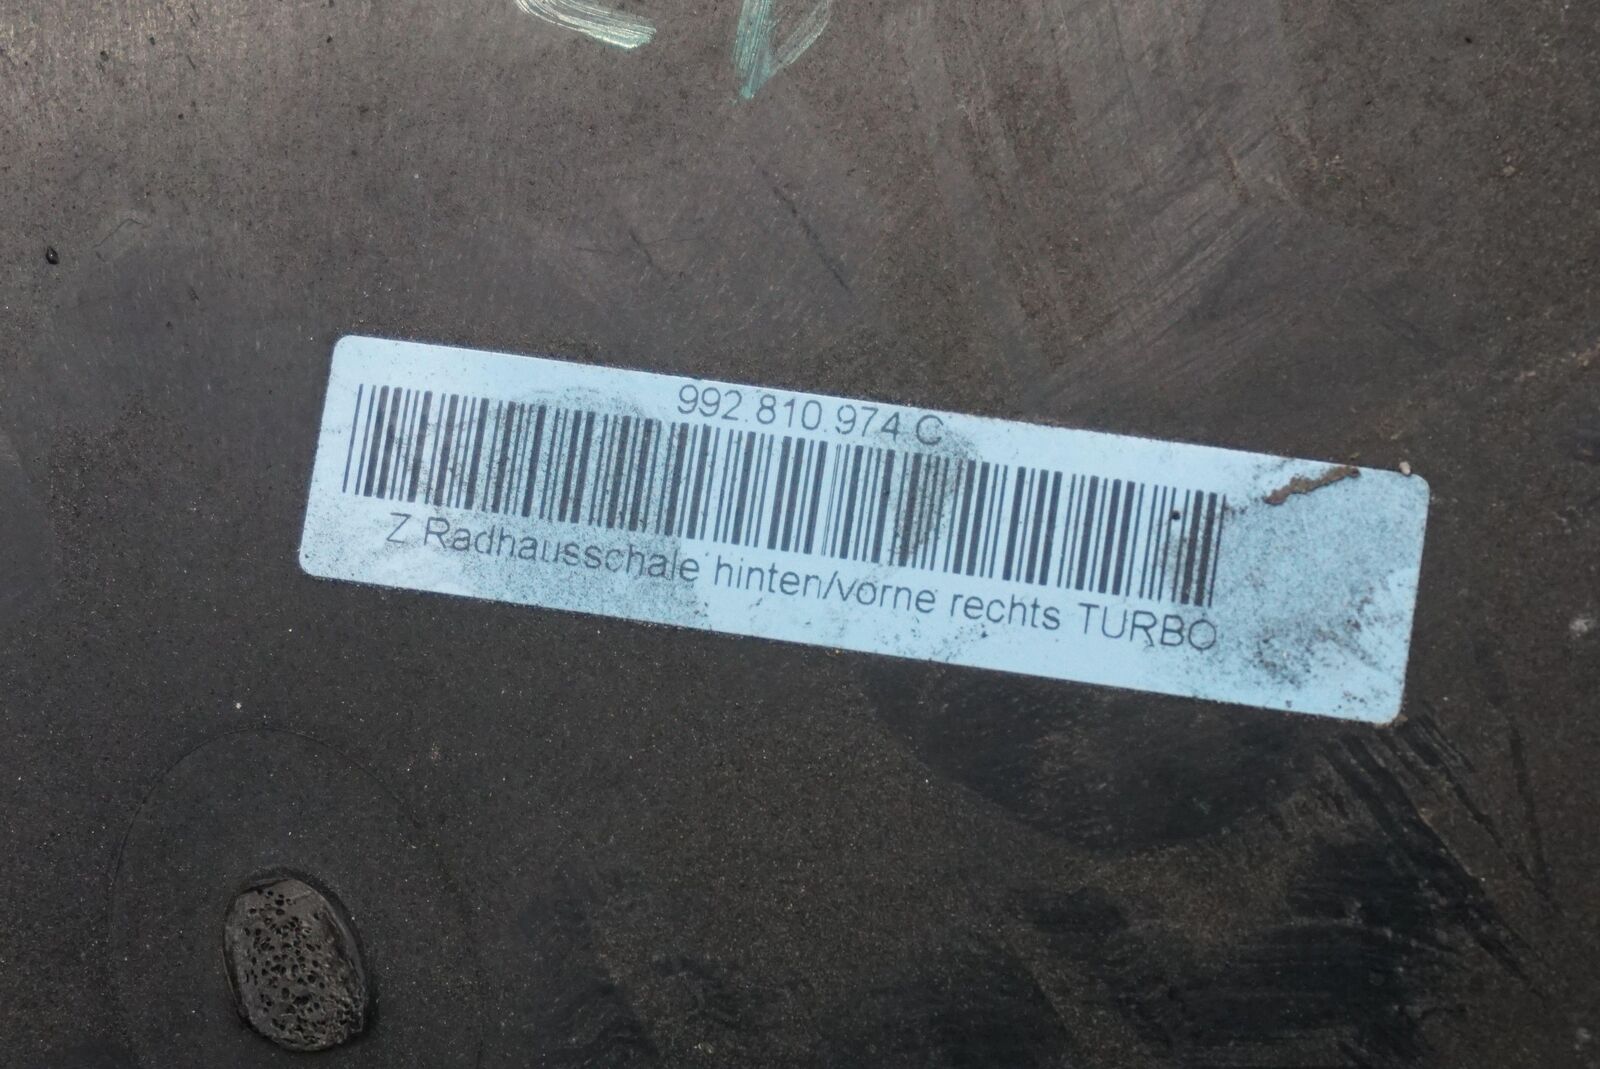 992.810.974 C
Z Radhausschale hinten/vorne rechts TURBO